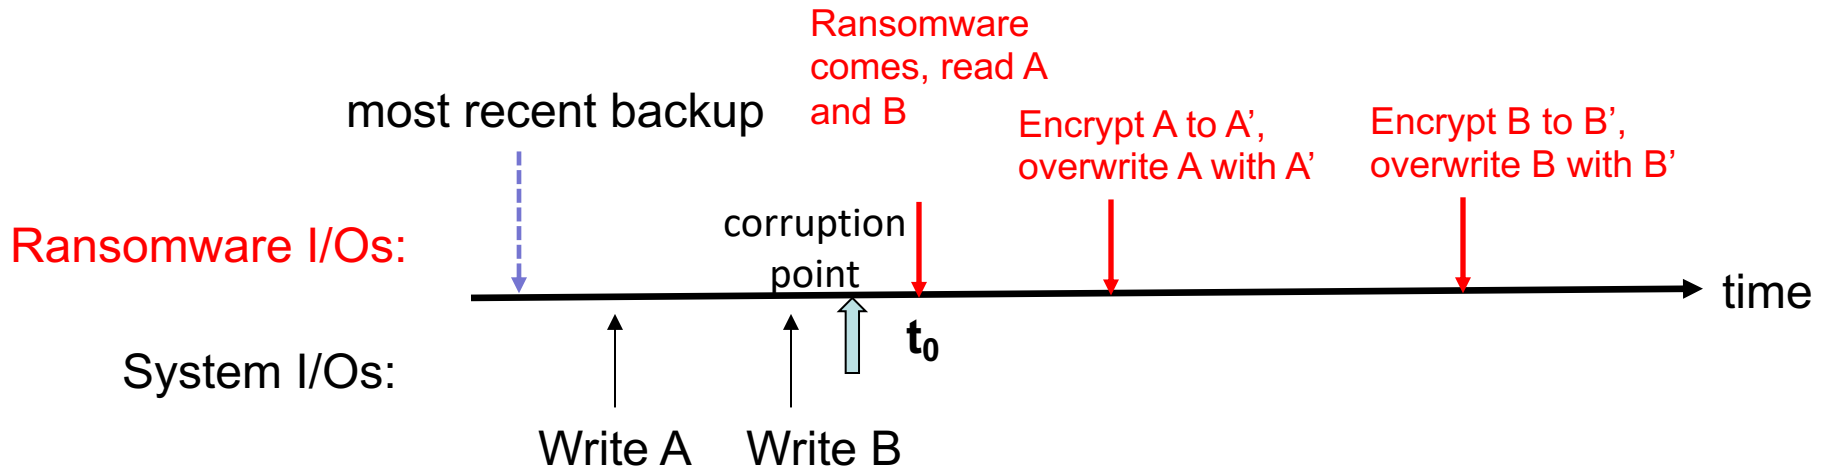 Ransomware
comes, read A
and B
most recent backup
Encrypt A to A’,
overwrite A with A’
Encrypt B to B’,
overwrite B with B’
corruption
point
Ransomware I/Os:
time
t₀
System I/Os:
Write A
Write B